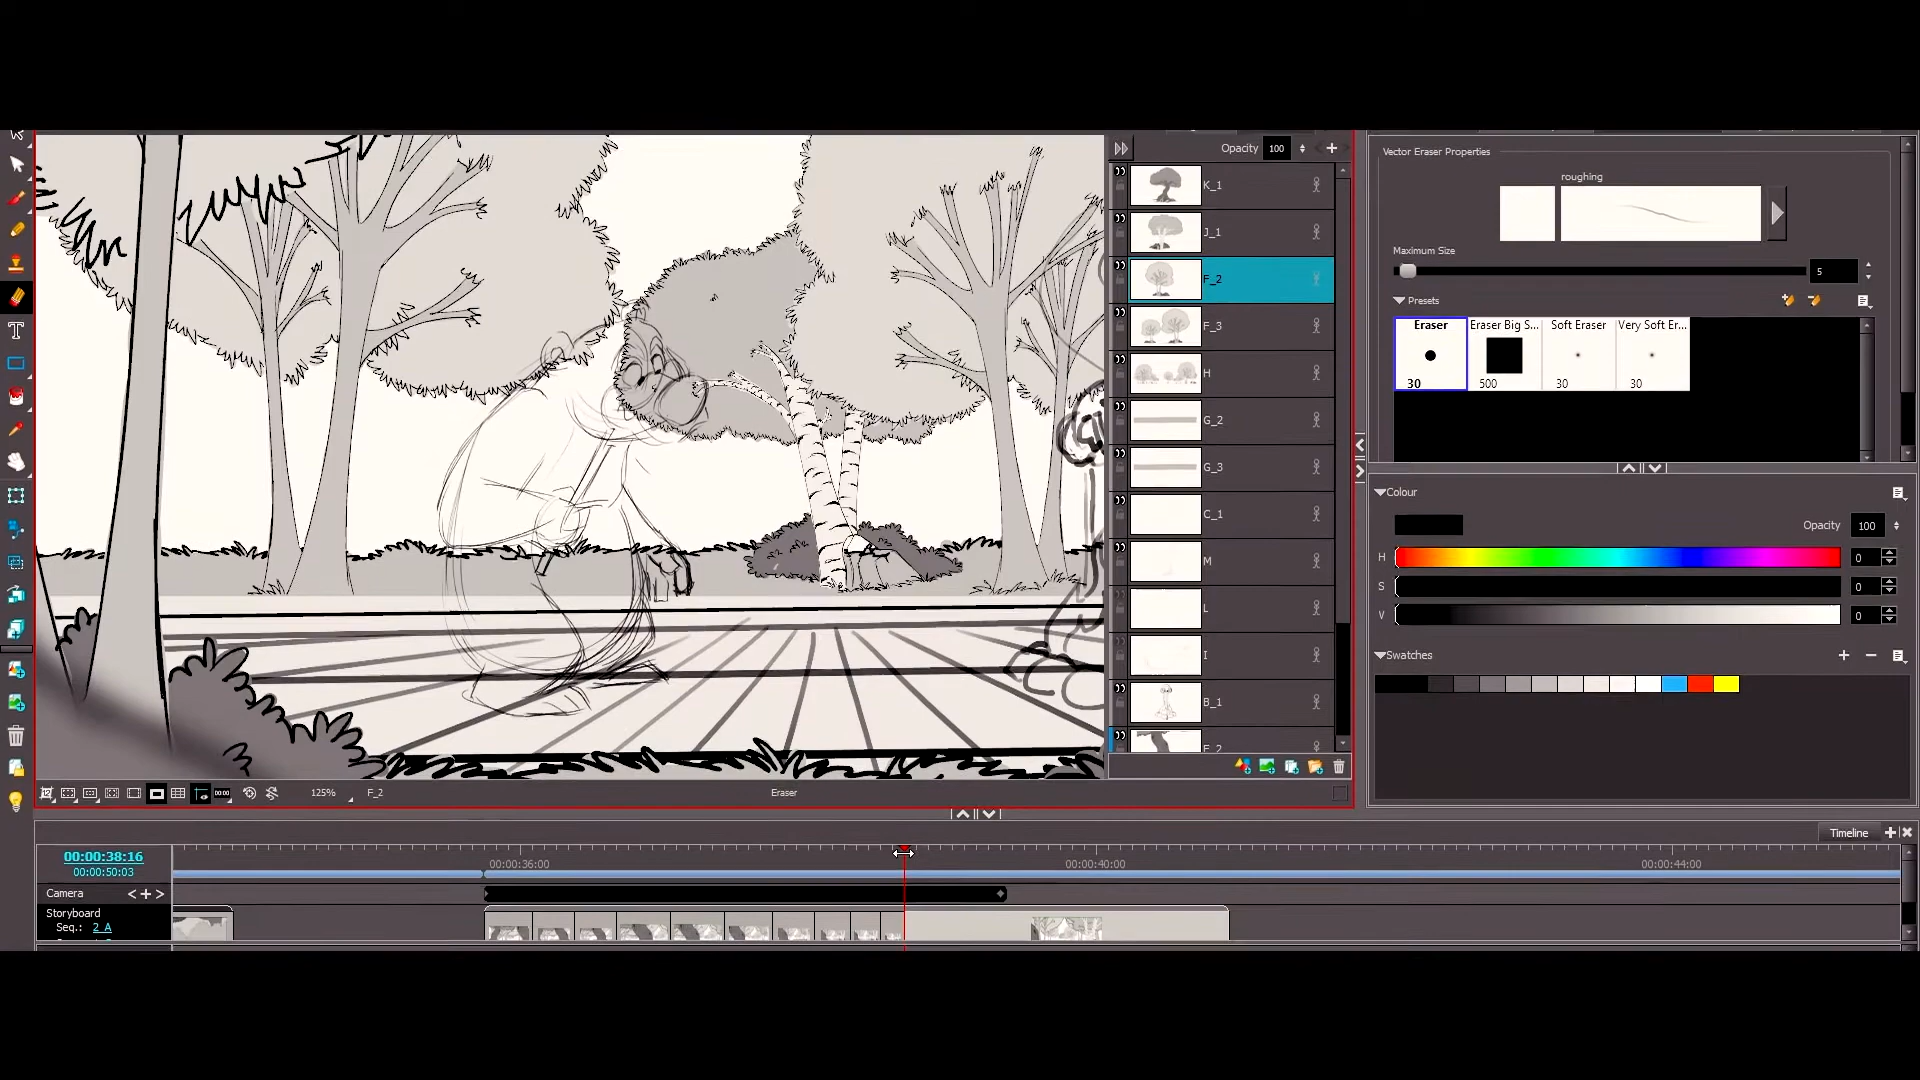 Opacity 100
K_1
J_1
F_2
F_3
H
G_2
G_3
C_1
M
L
I
B_1
125% F_2 Eraser
Vector Eraser Properties
roughing
Maximum Size
5
Presets
Eraser Eraser Big S... Soft Eraser Very Soft Er...
30 500 30 30
Colour
Opacity 100
H 0
S 0
V 0
Swatches
Timeline
00:00:38:16
00:00:50:03
00:00:36:00 00:00:40:00 00:00:44:00
Camera
Storyboard
Seq.: 2 A